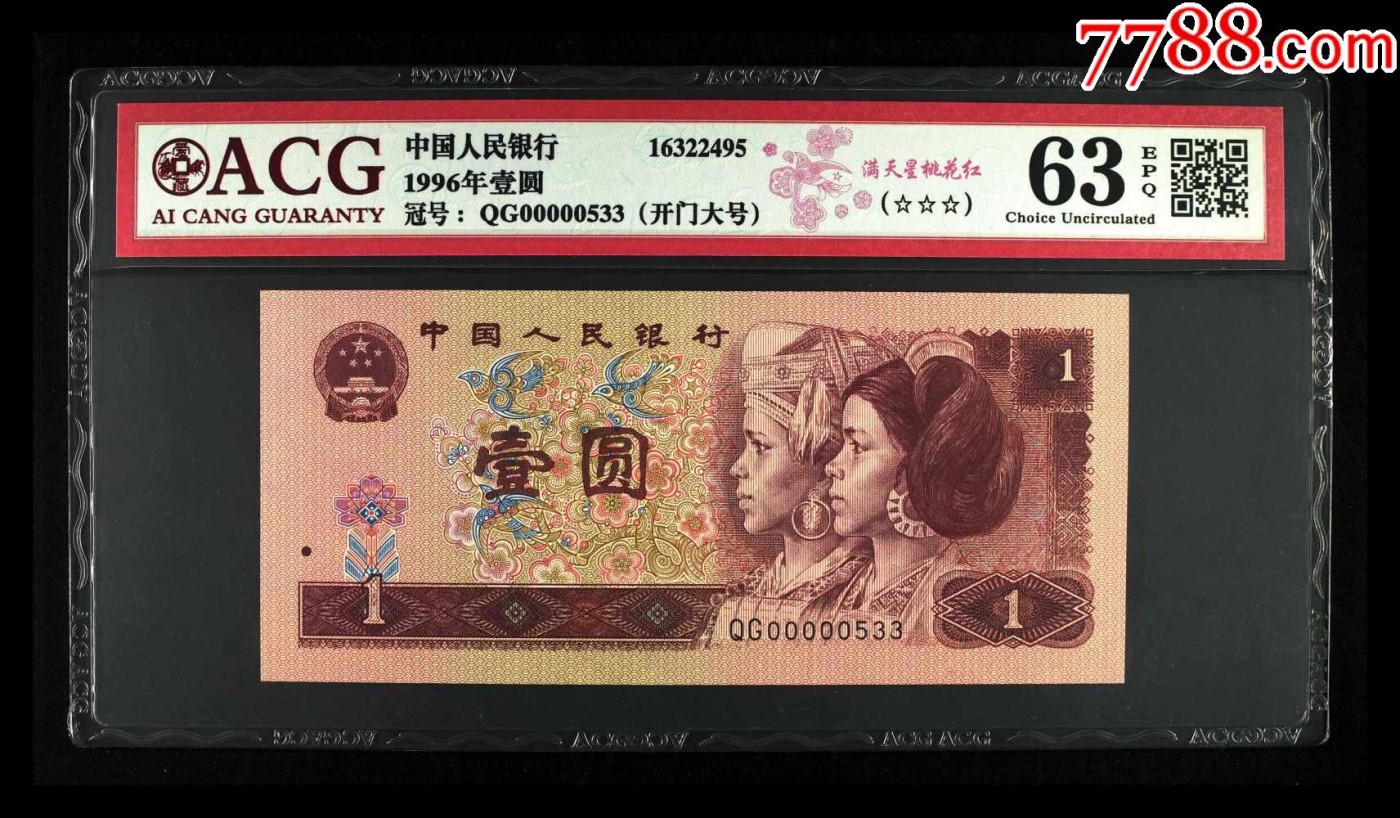 7788.com
ACG
AI CANG GUARANTY
中国人民银行
16322495
1996年壹圆
冠号：QG00000533（开门大号）
满天星桃花红
(☆☆☆)
63
EPQ
Choice Uncirculated
中国人民银行
1
壹圆
1
1
QG00000533